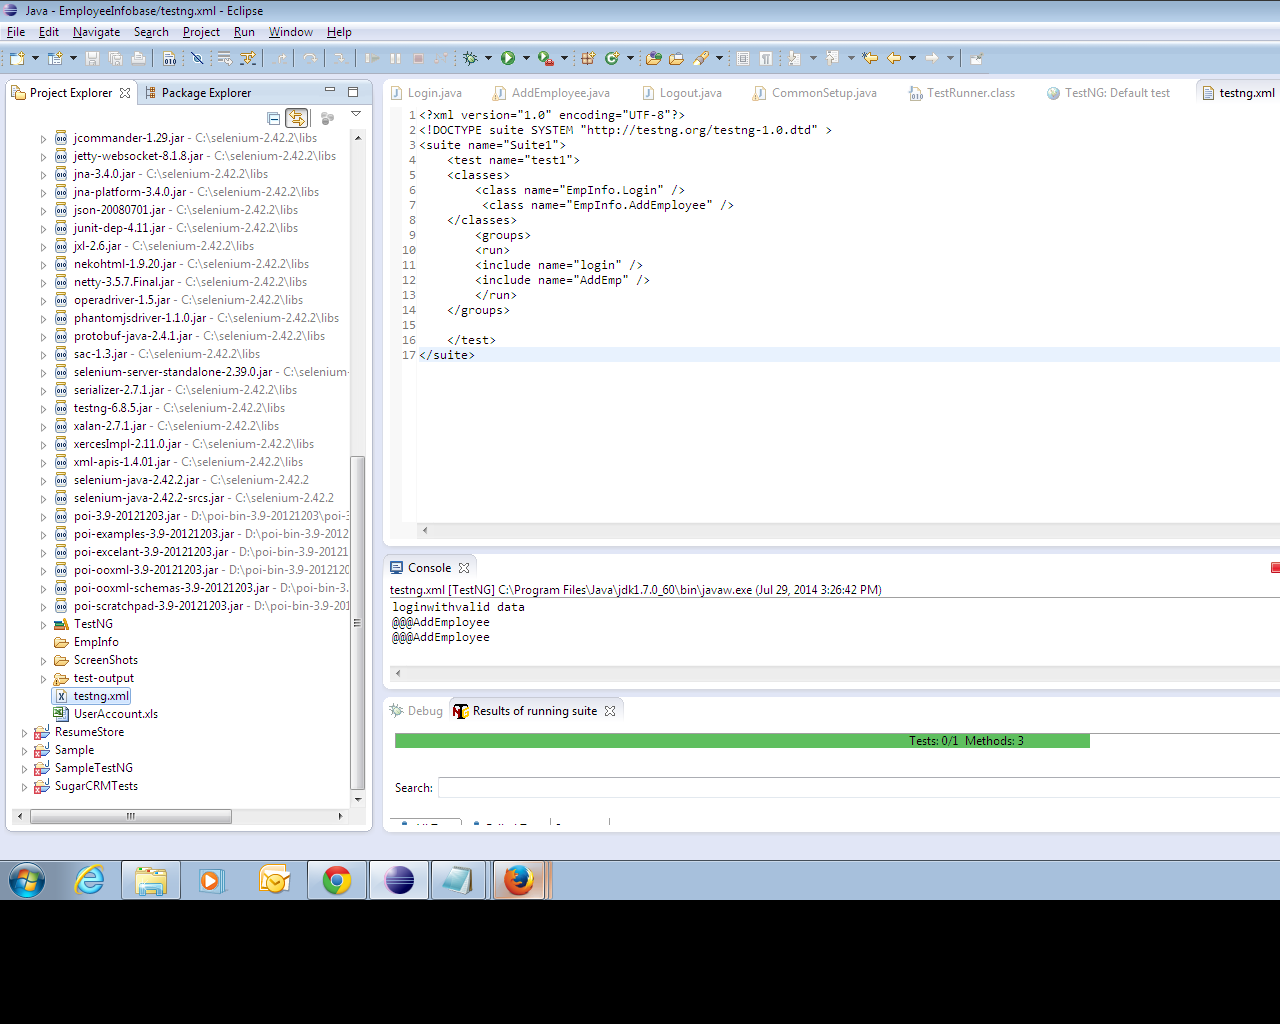 Java - EmployeeInfobase/testng.xml - Eclipse
File Edit Navigate Search Project Run Window Help
Project Explorer
Package Explorer
jcommander-1.29.jar - C:\selenium-2.42.2\libs
jetty-websocket-8.1.8.jar - C:\selenium-2.42.2\libs
jna-3.4.0.jar - C:\selenium-2.42.2\libs
jna-platform-3.4.0.jar - C:\selenium-2.42.2\libs
json-20080701.jar - C:\selenium-2.42.2\libs
junit-dep-4.11.jar - C:\selenium-2.42.2\libs
jxl-2.6.jar - C:\selenium-2.42.2\libs
nekohtml-1.9.20.jar - C:\selenium-2.42.2\libs
netty-3.5.7.Final.jar - C:\selenium-2.42.2\libs
operadriver-1.5.jar - C:\selenium-2.42.2\libs
phantomjsdriver-1.1.0.jar - C:\selenium-2.42.2\libs
protobuf-java-2.4.1.jar - C:\selenium-2.42.2\libs
sac-1.3.jar - C:\selenium-2.42.2\libs
selenium-server-standalone-2.39.0.jar - C:\selenium-
serializer-2.7.1.jar - C:\selenium-2.42.2\libs
testng-6.8.5.jar - C:\selenium-2.42.2\libs
xalan-2.7.1.jar - C:\selenium-2.42.2\libs
xercesImpl-2.11.0.jar - C:\selenium-2.42.2\libs
xml-apis-1.4.01.jar - C:\selenium-2.42.2\libs
selenium-java-2.42.2.jar - C:\selenium-2.42.2
selenium-java-2.42.2-srcs.jar - C:\selenium-2.42.2
poi-3.9-20121203.jar - D:\poi-bin-3.9-20121203\poi-3
poi-examples-3.9-20121203.jar - D:\poi-bin-3.9-2012
poi-excelant-3.9-20121203.jar - D:\poi-bin-3.9-20121
poi-ooxml-3.9-20121203.jar - D:\poi-bin-3.9-2012120
poi-ooxml-schemas-3.9-20121203.jar - D:\poi-bin-3.
poi-scratchpad-3.9-20121203.jar - D:\poi-bin-3.9-201
TestNG
EmpInfo
ScreenShots
test-output
testng.xml
UserAccount.xls
ResumeStore
Sample
SampleTestNG
SugarCRMTests
Login.java AddEmployee.java Logout.java CommonSetup.java TestRunner.class TestNG: Default test testng.xml
1 <?xml version="1.0" encoding="UTF-8"?>
2 <!DOCTYPE suite SYSTEM "http://testng.org/testng-1.0.dtd" >
3 <suite name="Suite1">
4 <test name="test1">
5 <classes>
6 <class name="EmpInfo.Login" />
7 <class name="EmpInfo.AddEmployee" />
8 </classes>
9 <groups>
10 <run>
11 <include name="login" />
12 <include name="AddEmp" />
13 </run>
14 </groups>
15
16 </test>
17 </suite>
Console
testng.xml [TestNG] C:\Program Files\Java\jdk1.7.0_60\bin\javaw.exe (Jul 29, 2014 3:26:42 PM)
loginwithvalid data
@@@AddEmployee
@@@AddEmployee
Debug Results of running suite
Tests: 0/1 Methods: 3
Search: